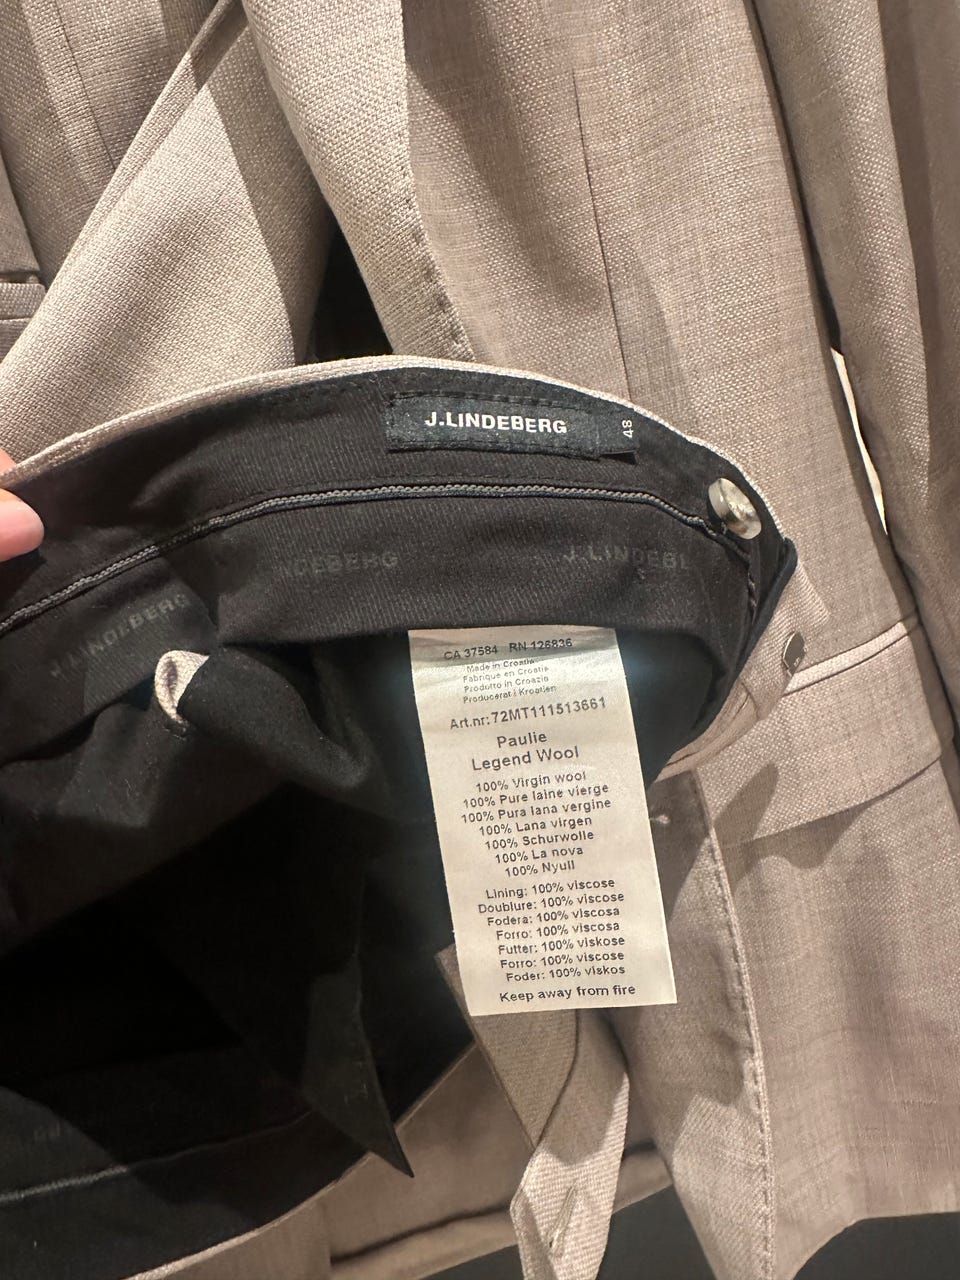 J.LINDEBERG
48
NDEBERG
J.LINDEBE
J.LINDEBERG
CA 37584 RN 126836
Made in Croatia
Fabrique en Croatie
Prodotto in Croazia
Producerat i Kroatien
Art.nr:72MT111513661
Paulie
Legend Wool
100% Virgin wool
100% Pure laine vierge
100% Pura lana vergine
100% Lana virgen
100% Schurwolle
100% La nova
100% Nyull
Lining: 100% viscose
Doublure: 100% viscose
Fodera: 100% viscosa
Forro: 100% viscosa
Futter: 100% viskose
Forro: 100% viscose
Foder: 100% viskos
Keep away from fire